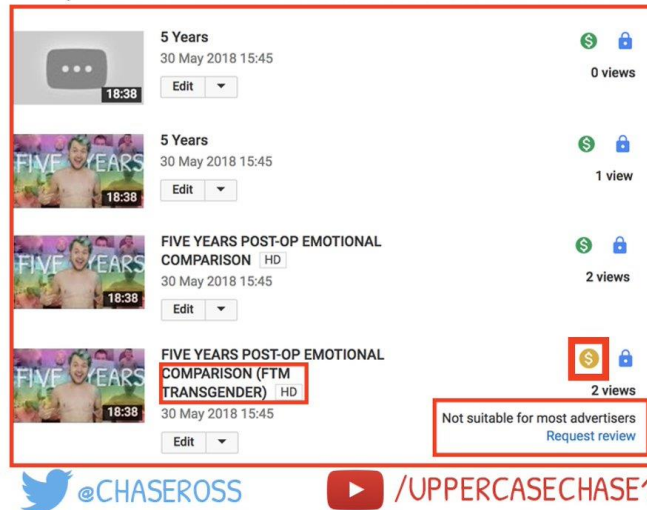 5 Years
30 May 2018 15:45
0 views
Edit
18:38
5 Years
30 May 2018 15:45
1 view
FIVE YEARS
Edit
18:38
FIVE YEARS POST-OP EMOTIONAL
COMPARISON HD
30 May 2018 15:45
2 views
FIVE YEARS
Edit
18:38
FIVE YEARS POST-OP EMOTIONAL
COMPARISON (FTM
TRANSGENDER) HD
2 views
30 May 2018 15:45
Not suitable for most advertisers
Request review
FIVE YEARS
Edit
18:38
@CHASEROSS
/UPPERCASECHASE1